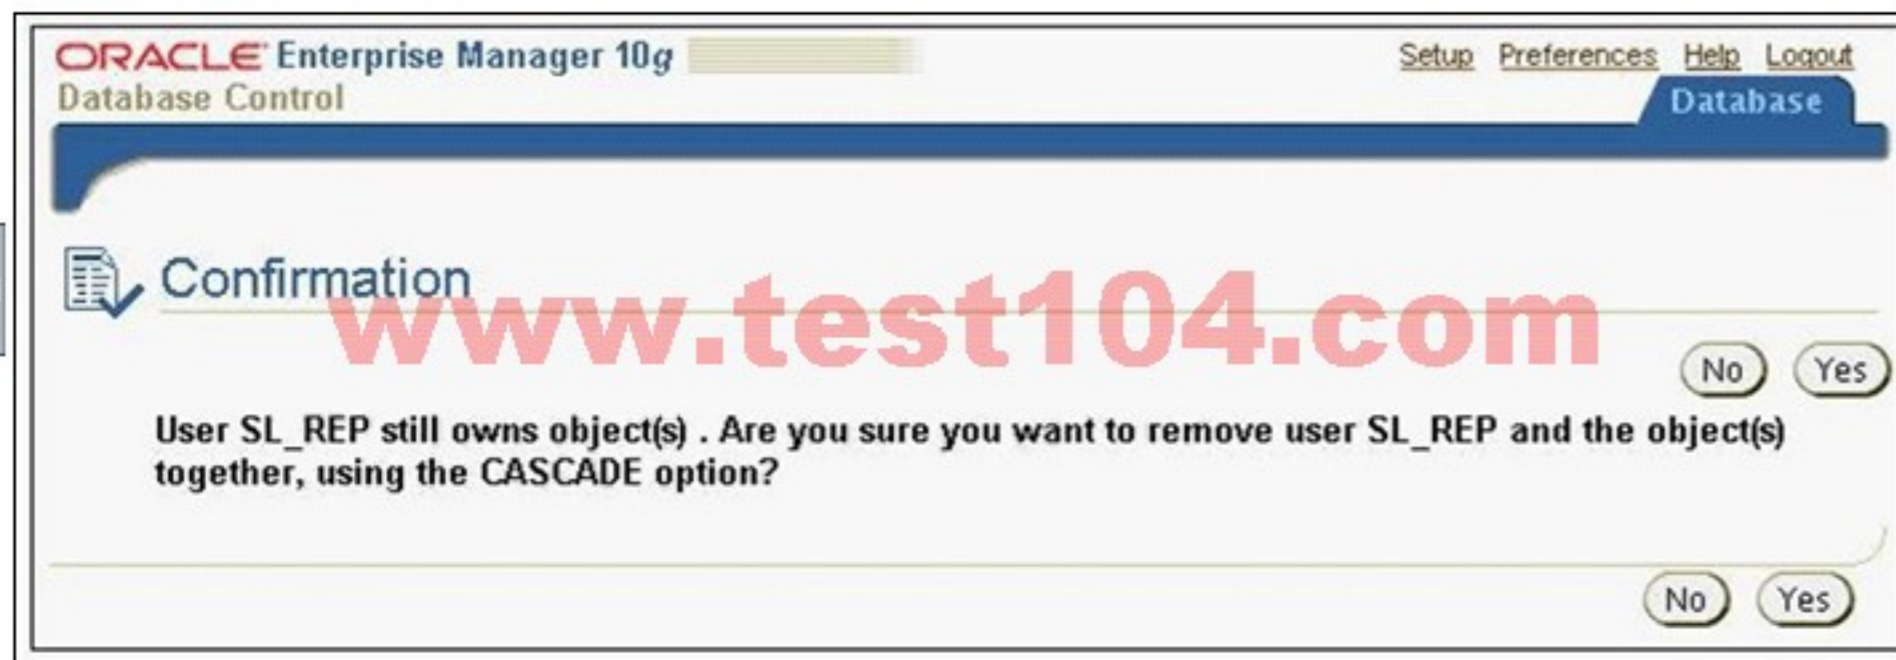 ORACLE Enterprise Manager 10g
Database Control
Setup Preferences Help Logout
Database
Confirmation
www.test104.com
No Yes
User SL_REP still owns object(s) . Are you sure you want to remove user SL_REP and the object(s)
together, using the CASCADE option?
No Yes